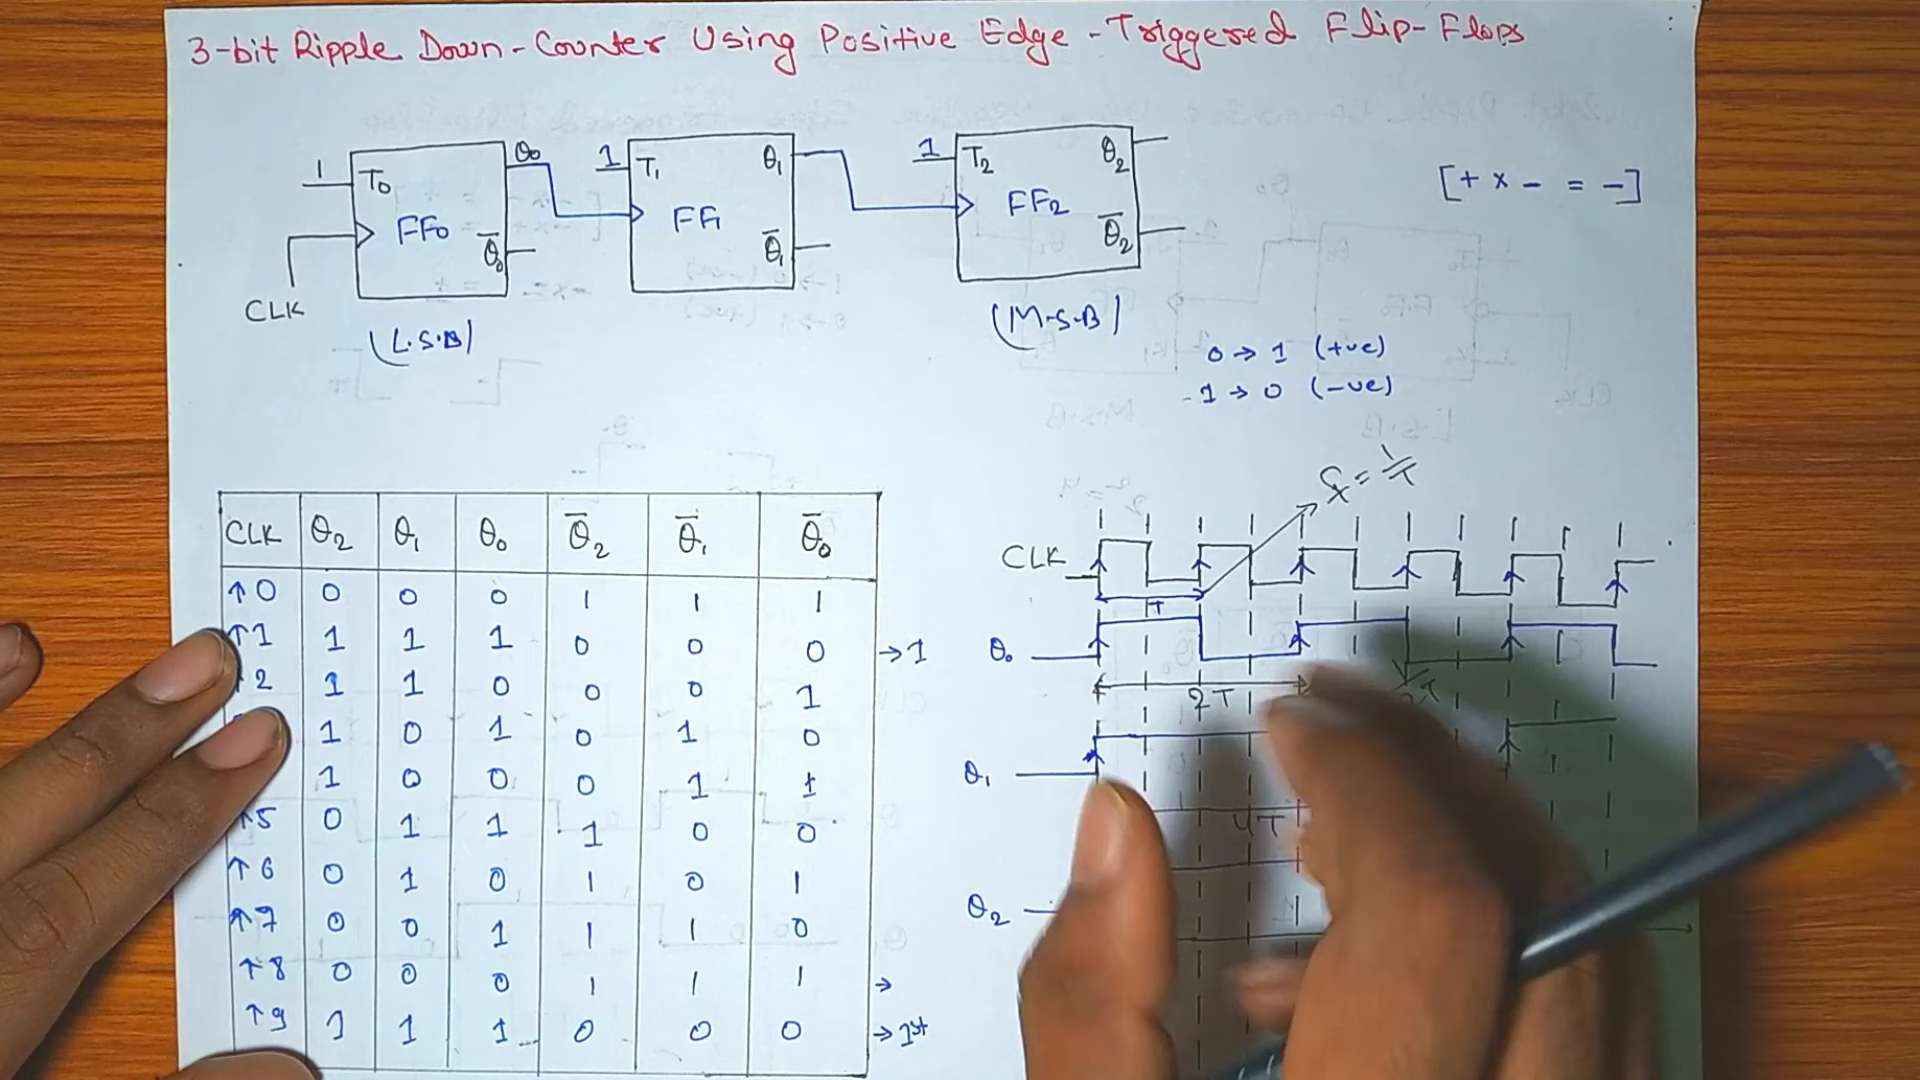 3-bit Ripple Down-Counter Using Positive Edge-Triggered Flip-Flops
1 T0 Q0 1 T1 Q1 1 T2 Q2
[+ x - = -]
FF0 FF1 FF2
Q̅0 Q̅1 Q̅2
CLK
(L.S.B) (M.S.B)
0 → 1 (+ve)
1 → 0 (-ve)
f = 1/T
CLK Q2 Q1 Q0 Q̅2 Q̅1 Q̅0
↑0 0 0 0 1 1 1
↑1 1 1 1 0 0 0 →1
↑2 1 1 0 0 0 1
1 0 1 0 1 0
1 0 0 0 1 1
↑5 0 1 1 1 0 0
↑6 0 1 0 1 0 1
↑7 0 0 1 1 1 0
↑8 0 0 0 1 1 1 →
↑9 1 1 1 0 0 0 →1st
CLK
T
Q0
2T
Q1
4T
Q2